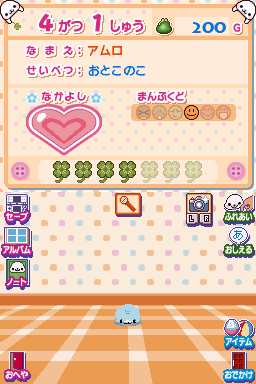 4がつ1しゅう 200 G
なまえ:アムロ
せいべつ:おとこのこ
なかよし まんぷくど
セーブ L R ふれあい
アルバム あ おしえる
ノート
アイテム
おへや おでかけ